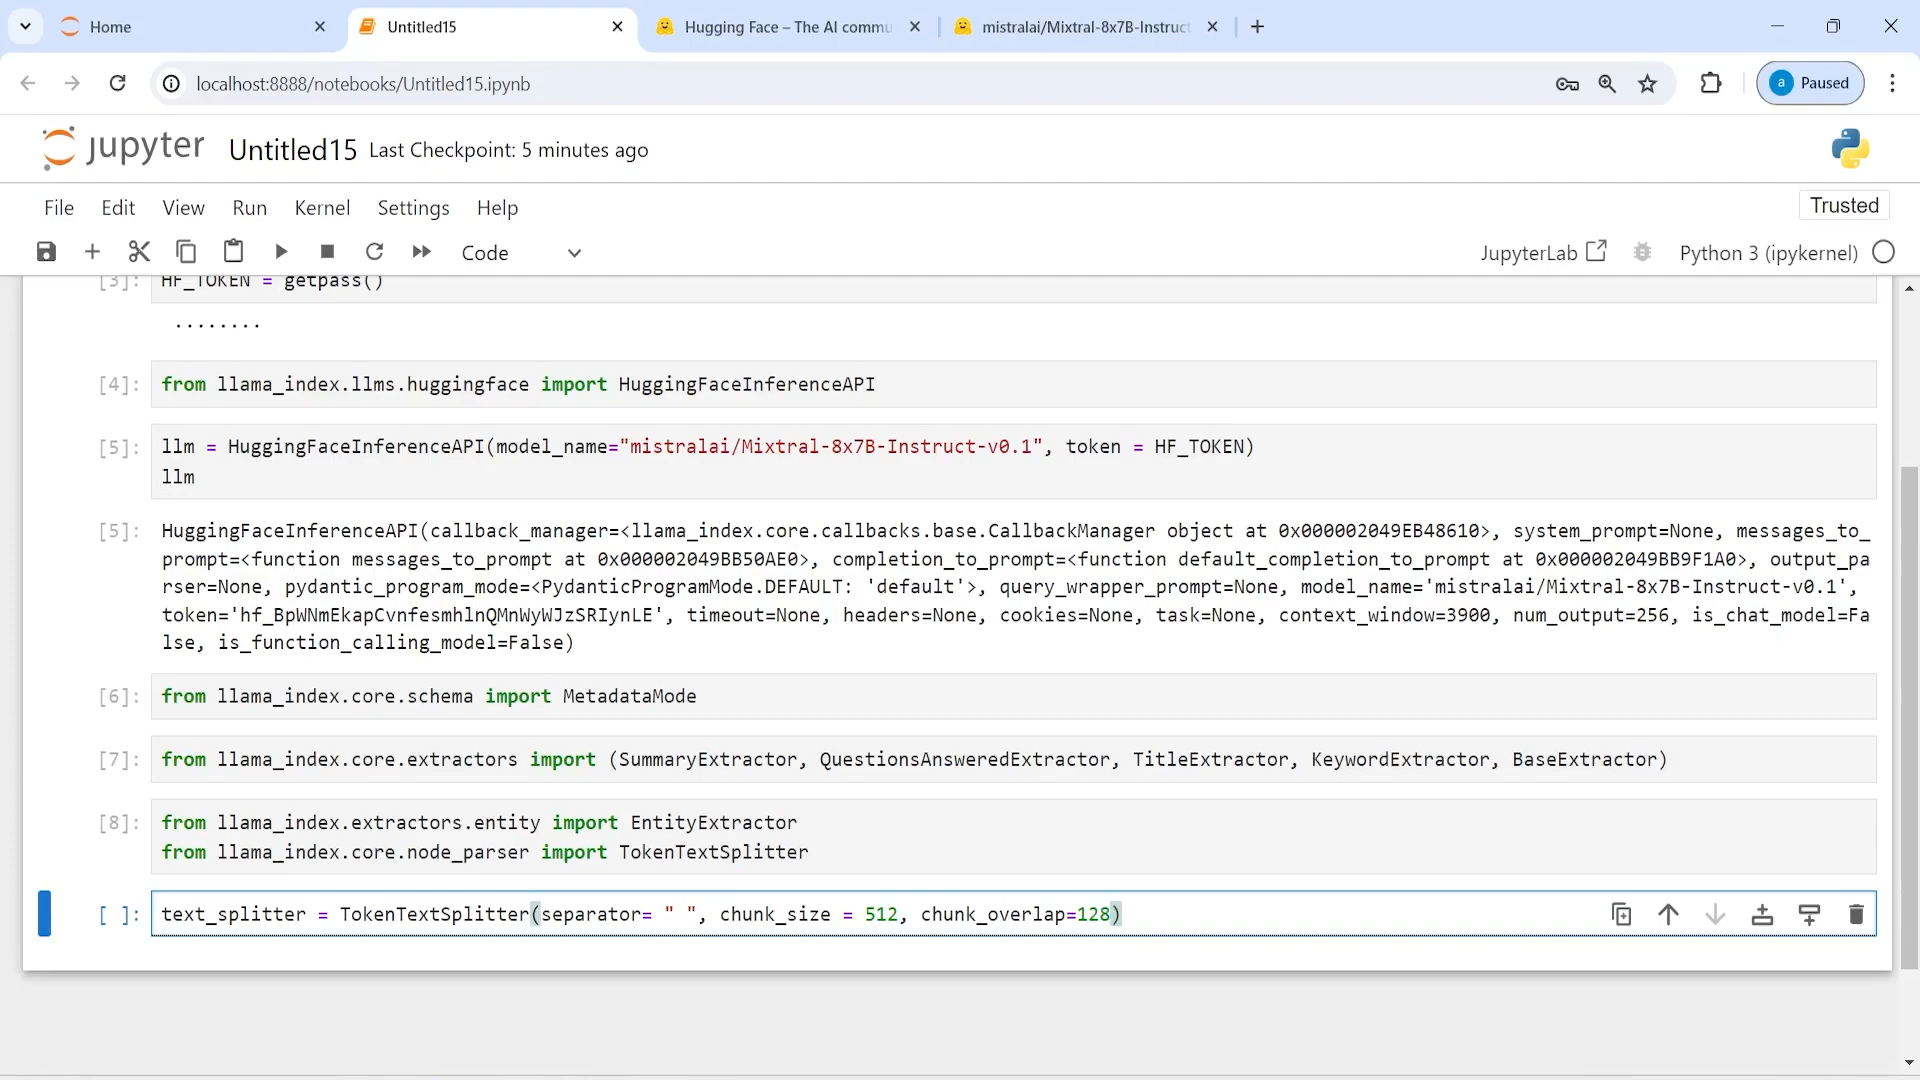 Home
Untitled15
Hugging Face – The AI commu
mistralai/Mixtral-8x7B-Instruct
localhost:8888/notebooks/Untitled15.ipynb
a Paused
jupyter Untitled15 Last Checkpoint: 5 minutes ago
File Edit View Run Kernel Settings Help
Trusted
Code
JupyterLab
Python 3 (ipykernel)
[3]: HF_TOKEN = getpass()
........
[4]: from llama_index.llms.huggingface import HuggingFaceInferenceAPI
[5]: llm = HuggingFaceInferenceAPI(model_name="mistralai/Mixtral-8x7B-Instruct-v0.1", token = HF_TOKEN)
llm
[5]: HuggingFaceInferenceAPI(callback_manager=<llama_index.core.callbacks.base.CallbackManager object at 0x000002049EB48610>, system_prompt=None, messages_to_
prompt=<function messages_to_prompt at 0x000002049BB50AE0>, completion_to_prompt=<function default_completion_to_prompt at 0x000002049BB9F1A0>, output_pa
rser=None, pydantic_program_mode=<PydanticProgramMode.DEFAULT: 'default'>, query_wrapper_prompt=None, model_name='mistralai/Mixtral-8x7B-Instruct-v0.1',
token='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', timeout=None, headers=None, cookies=None, task=None, context_window=3900, num_output=256, is_chat_model=Fa
lse, is_function_calling_model=False)
[6]: from llama_index.core.schema import MetadataMode
[7]: from llama_index.core.extractors import (SummaryExtractor, QuestionsAnsweredExtractor, TitleExtractor, KeywordExtractor, BaseExtractor)
[8]: from llama_index.extractors.entity import EntityExtractor
from llama_index.core.node_parser import TokenTextSplitter
[ ]: text_splitter = TokenTextSplitter(separator= " ", chunk_size = 512, chunk_overlap=128)